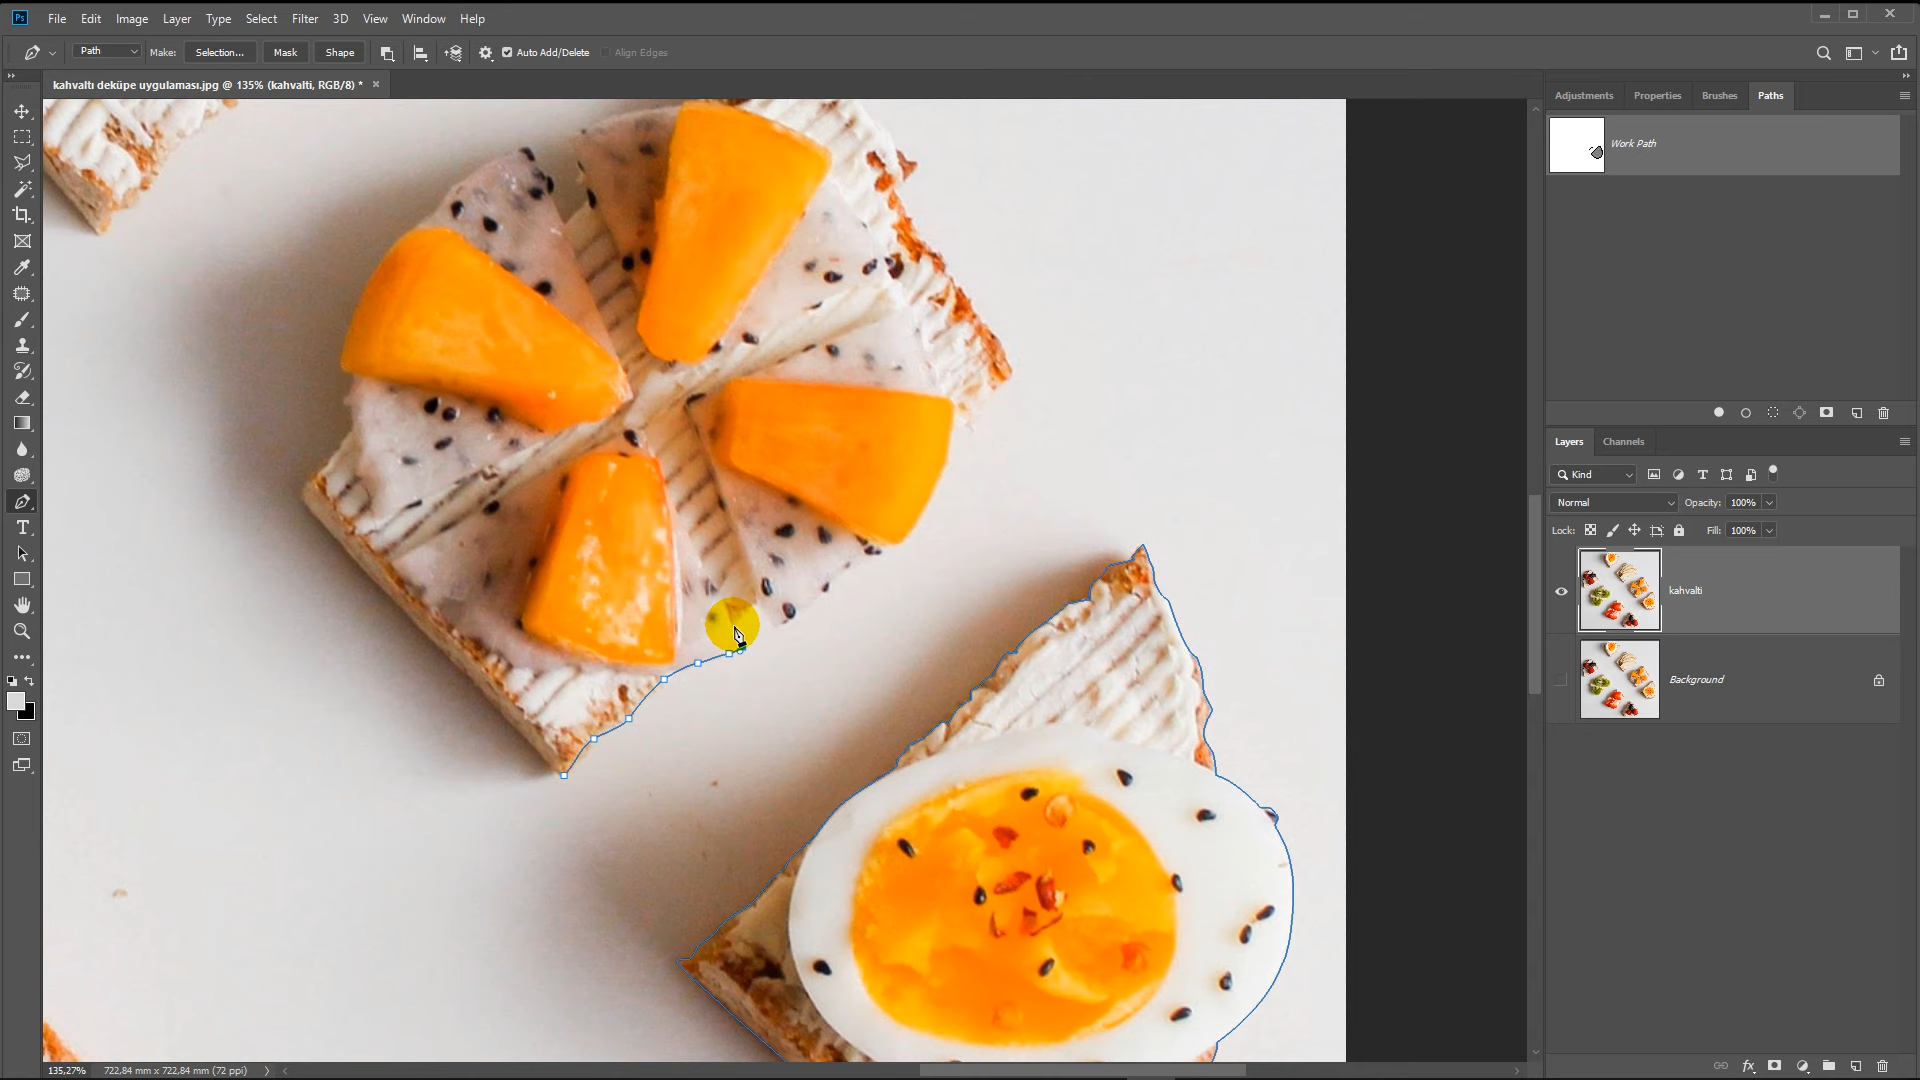 Ps File Edit Image Layer Type Select Filter 3D View Window Help
Path Make: Selection... Mask Shape Auto Add/Delete Align Edges
kahvaltı deküpe uygulaması.jpg @ 135% (kahvalti, RGB/8) *
Adjustments Properties Brushes Paths
Work Path
Layers Channels
Kind
Normal Opacity: 100%
Lock: Fill: 100%
kahvalti
Background
135,27% 722,84 mm x 722,84 mm (72 ppi)